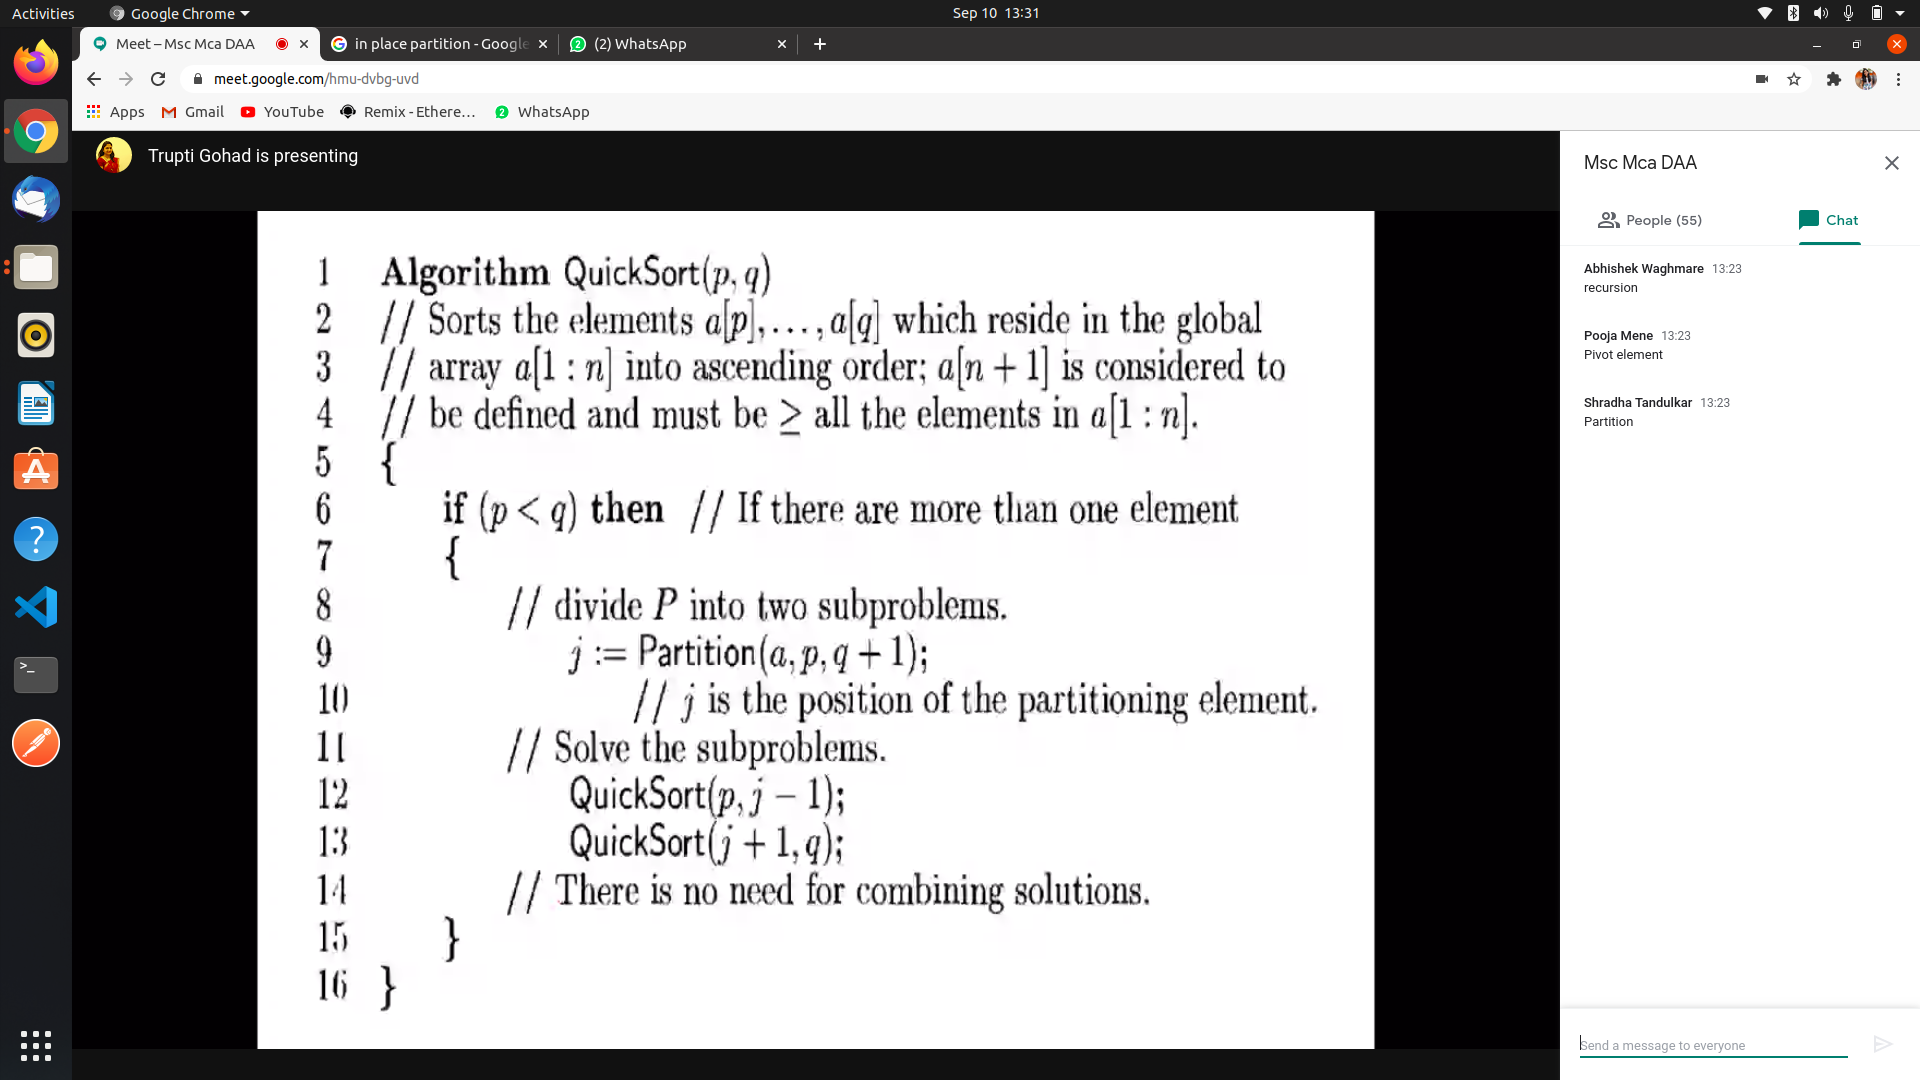 Activities
Google Chrome
Sep 10 13:31
Meet – Msc Mca DAA
in place partition - Google
(2) WhatsApp
meet.google.com/hmu-dvbg-uvd
Apps
Gmail
YouTube
Remix - Ethere…
WhatsApp
Trupti Gohad is presenting
1 Algorithm QuickSort(p, q)
2 // Sorts the elements a[p], . . . , a[q] which reside in the global
3 // array a[1 : n] into ascending order; a[n + 1] is considered to
4 // be defined and must be ≥ all the elements in a[1 : n].
5 {
6 if (p < q) then // If there are more than one element
7 {
8 // divide P into two subproblems.
9 j := Partition(a, p, q + 1);
10 // j is the position of the partitioning element.
11 // Solve the subproblems.
12 QuickSort(p, j − 1);
13 QuickSort(j + 1, q);
14 // There is no need for combining solutions.
15 }
16 }
Msc Mca DAA
People (55)
Chat
Abhishek Waghmare 13:23
recursion
Pooja Mene 13:23
Pivot element
Shradha Tandulkar 13:23
Partition
Send a message to everyone